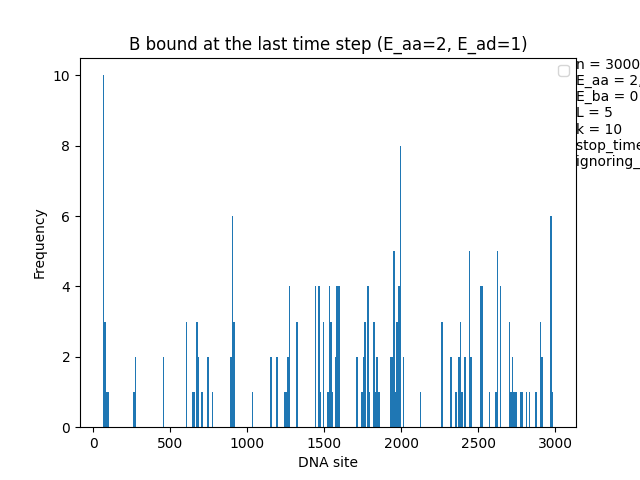 B bound at the last time step (E_aa=2, E_ad=1)
n = 3000
E_aa = 2,
E_ba = 0
L = 5
k = 10
stop_time
ignoring_
10
8
6
4
2
0
Frequency
0 500 1000 1500 2000 2500 3000
DNA site